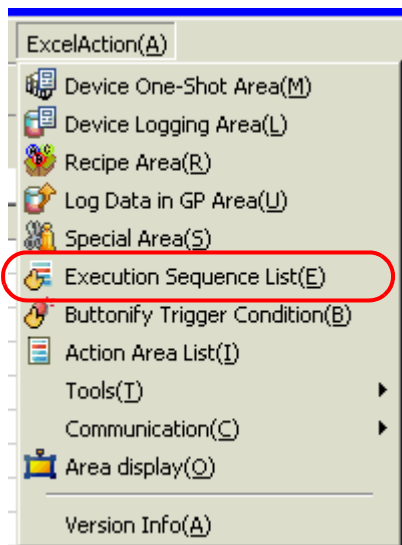 ExcelAction(A)
Device One-Shot Area(M)
Device Logging Area(L)
Recipe Area(R)
Log Data in GP Area(U)
Special Area(S)
Execution Sequence List(E)
Buttonify Trigger Condition(B)
Action Area List(I)
Tools(T)
Communication(C)
Area display(O)
Version Info(A)